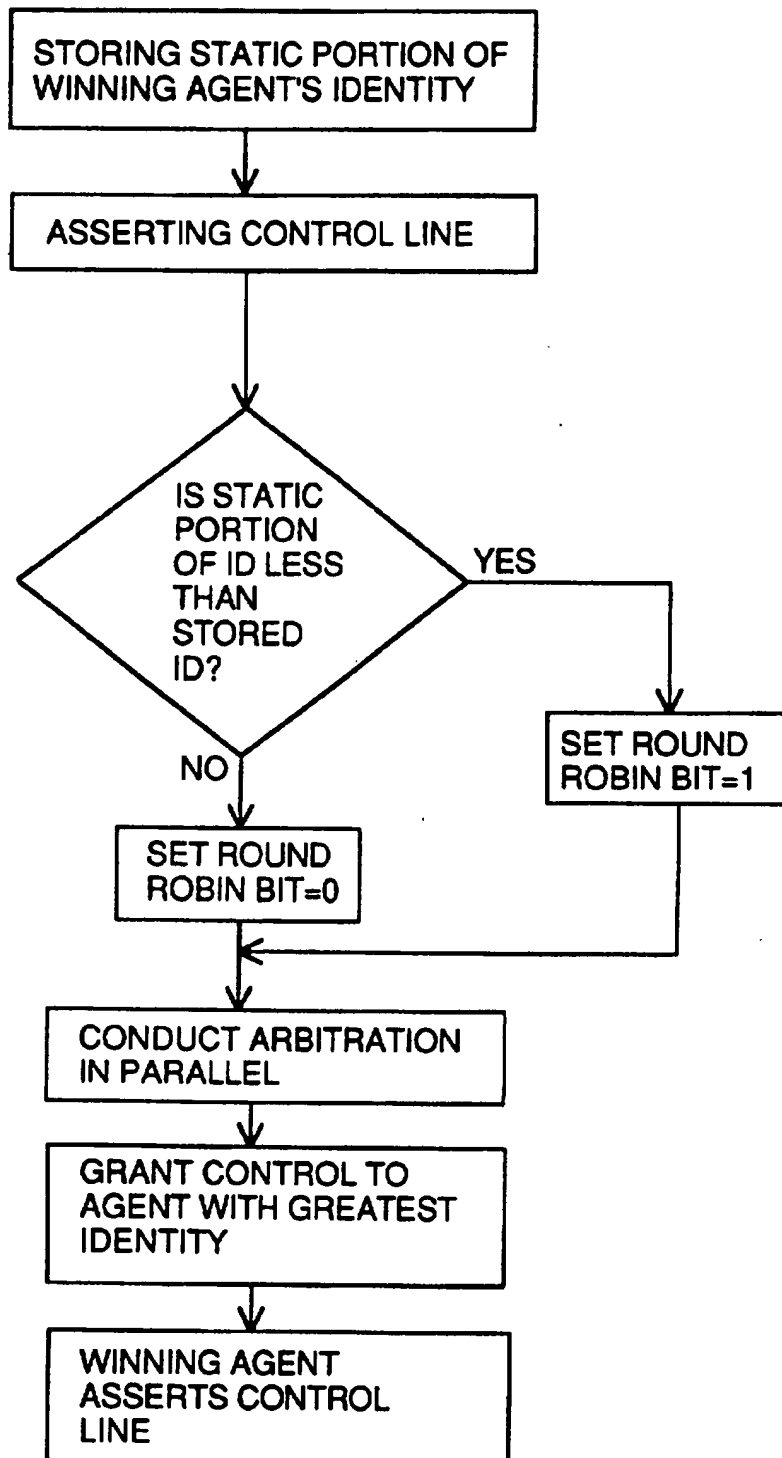 STORING STATIC PORTION OF
WINNING AGENT'S IDENTITY
ASSERTING CONTROL LINE
IS STATIC
PORTION
OF ID LESS
THAN
STORED
ID?
YES
NO
SET ROUND
ROBIN BIT=1
SET ROUND
ROBIN BIT=0
CONDUCT ARBITRATION
IN PARALLEL
GRANT CONTROL TO
AGENT WITH GREATEST
IDENTITY
WINNING AGENT
ASSERTS CONTROL
LINE